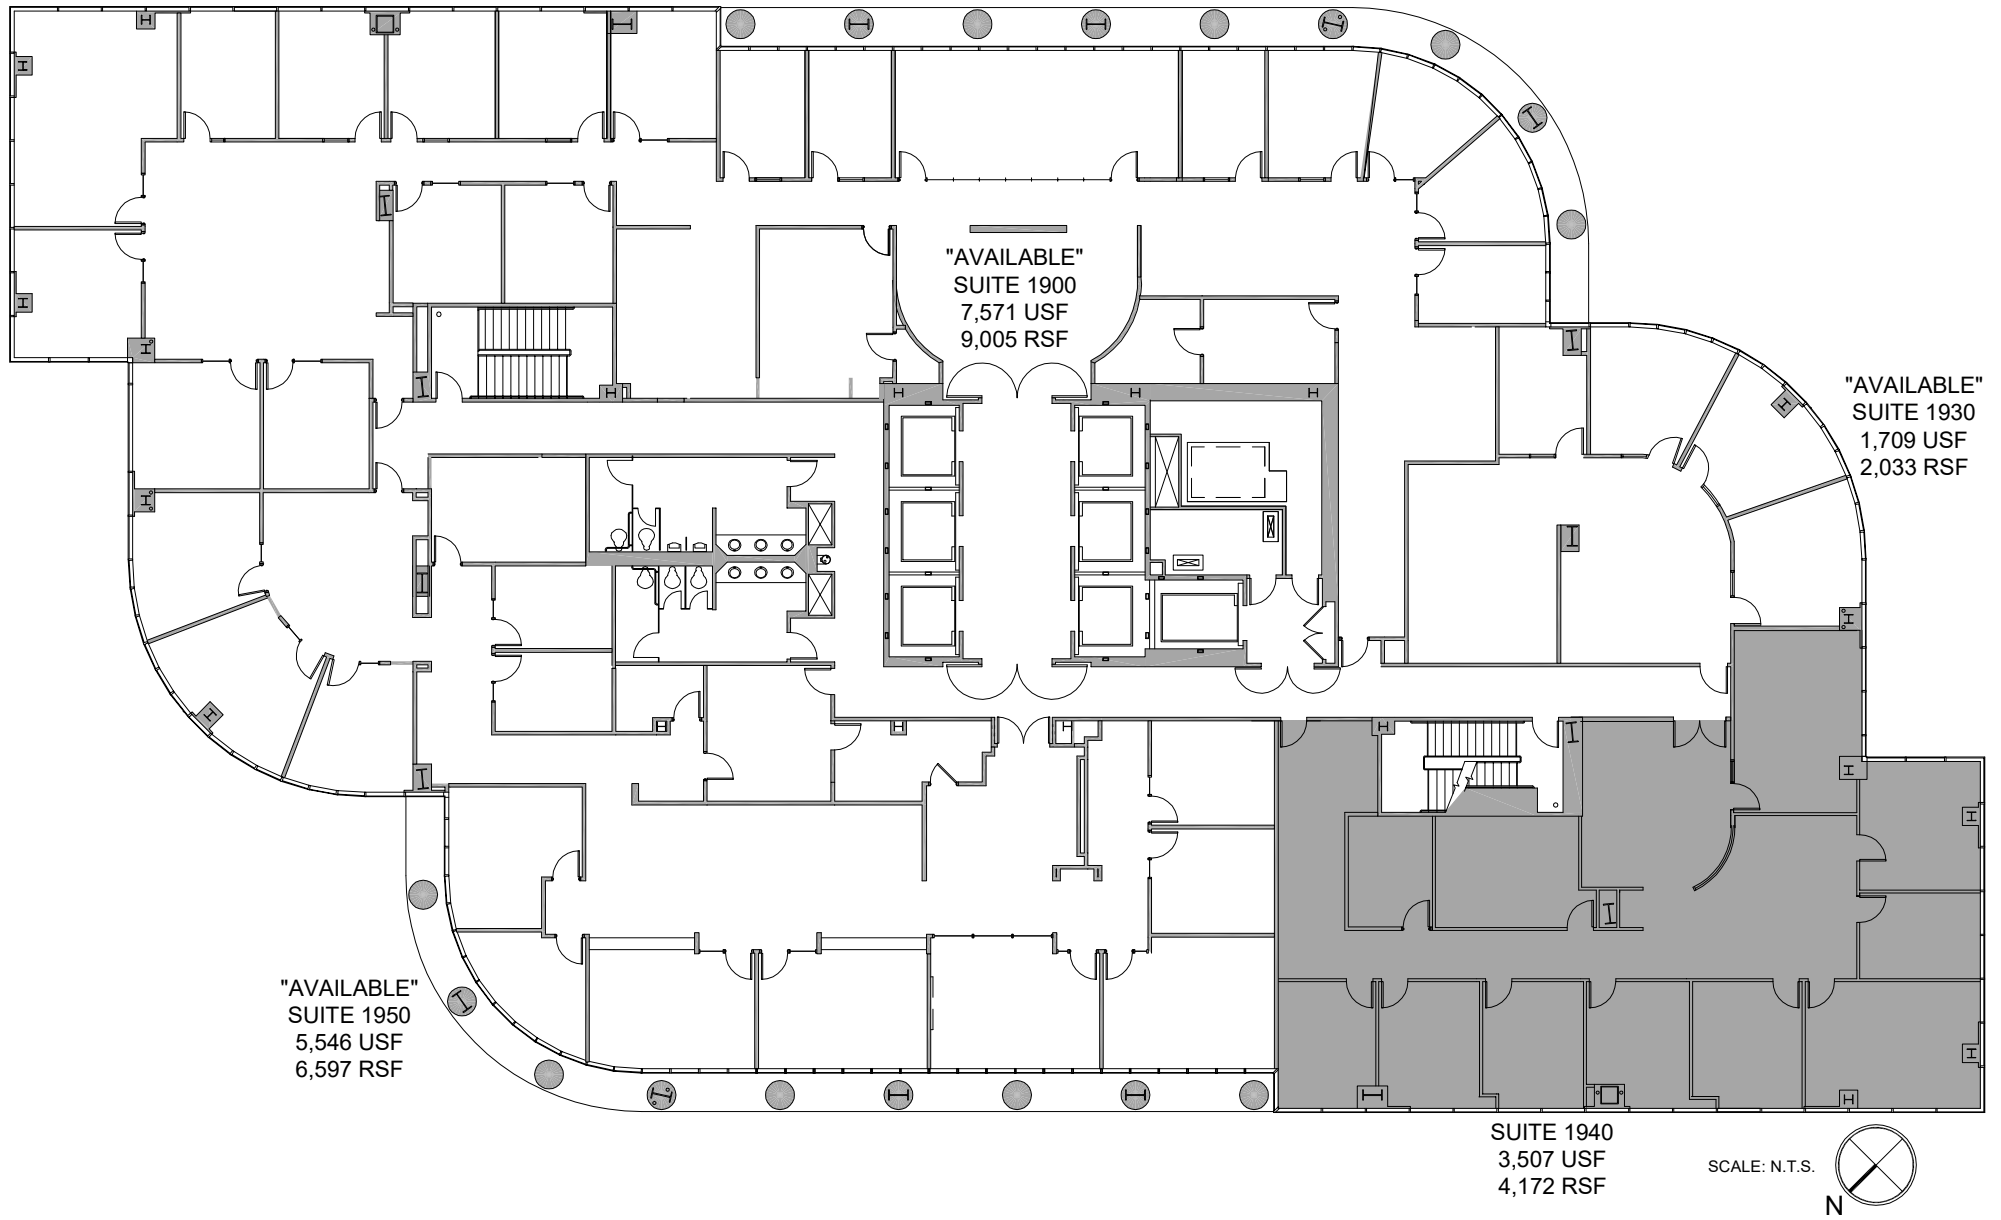 "AVAILABLE"
SUITE 1900
7,571 USF
9,005 RSF
"AVAILABLE"
SUITE 1930
1,709 USF
2,033 RSF
"AVAILABLE"
SUITE 1950
5,546 USF
6,597 RSF
SUITE 1940
3,507 USF
4,172 RSF
SCALE: N.T.S.
N